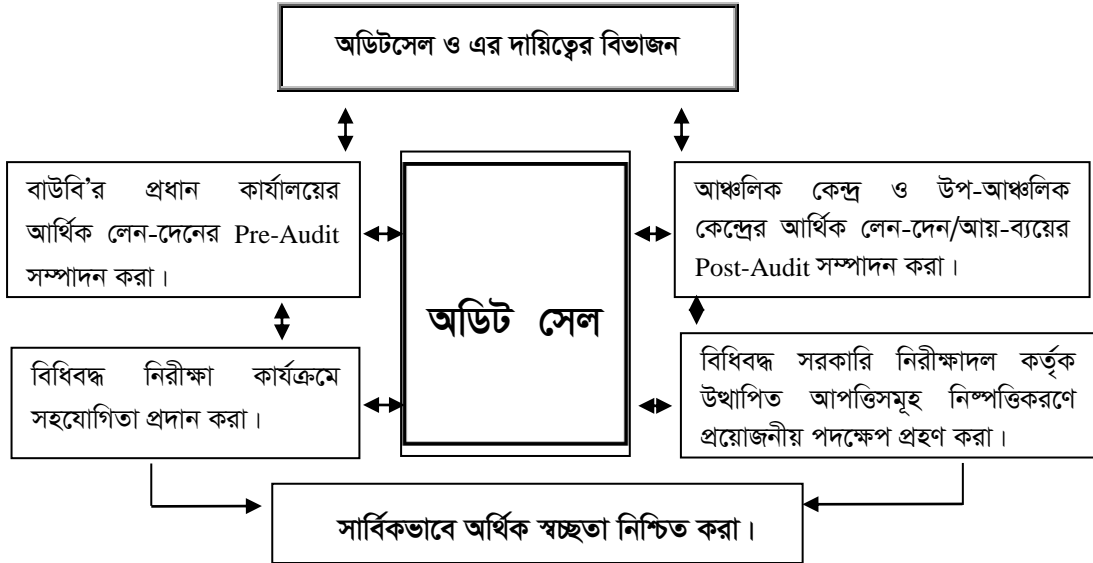 অডিটসেল ও এর দায়িত্বের বিভাজন
বাউবি'র প্রধান কার্যালয়ের
আর্থিক লেন-দেনের Pre-Audit
সম্পাদন করা।
আঞ্চলিক কেন্দ্র ও উপ-আঞ্চলিক
কেন্দ্রের আর্থিক লেন-দেন/আয়-ব্যয়ের
Post-Audit সম্পাদন করা।
অডিট সেল
বিধিবদ্ধ নিরীক্ষা কার্যক্রমে
সহযোগিতা প্রদান করা।
বিধিবদ্ধ সরকারি নিরীক্ষাদল কর্তৃক
উত্থাপিত আপত্তিসমূহ নিষ্পত্তিকরণে
প্রয়োজনীয় পদক্ষেপ গ্রহণ করা।
সার্বিকভাবে অর্থিক স্বচ্ছতা নিশ্চিত করা।